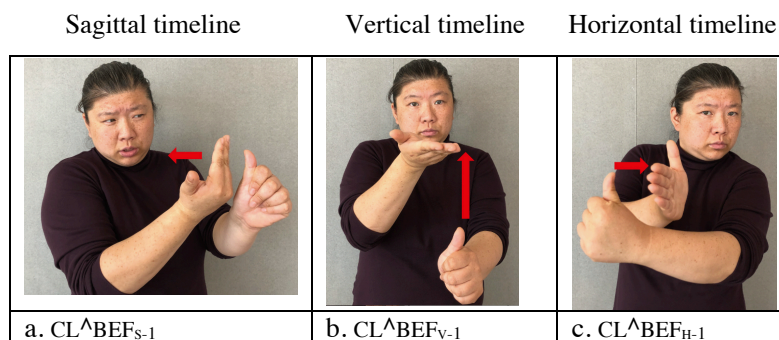 Sagittal timeline Vertical timeline Horizontal timeline
a. CL^BEFS-1 b. CL^BEFV-1 c. CL^BEFH-1